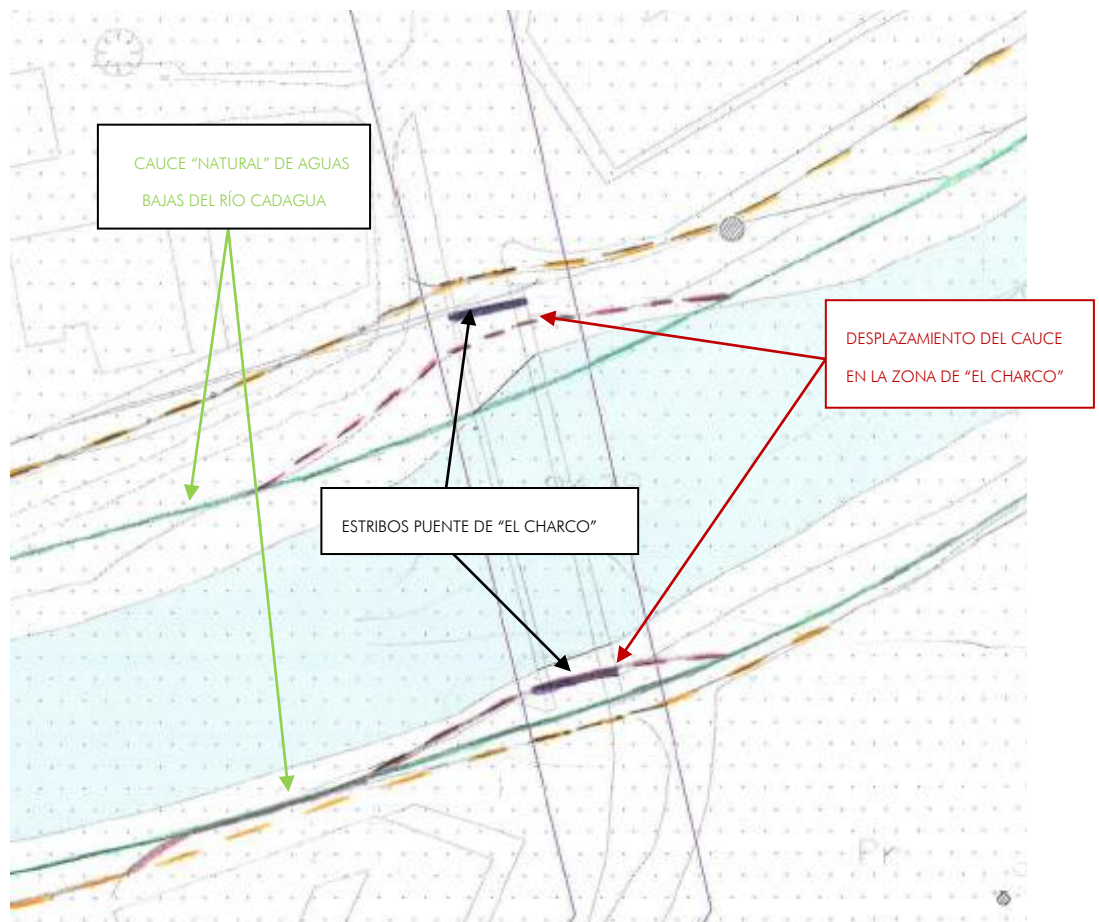 CAUCE “NATURAL” DE AGUAS
BAJAS DEL RÍO CADAGUA
DESPLAZAMIENTO DEL CAUCE
EN LA ZONA DE “EL CHARCO”
ESTRIBOS PUENTE DE “EL CHARCO”
Pr